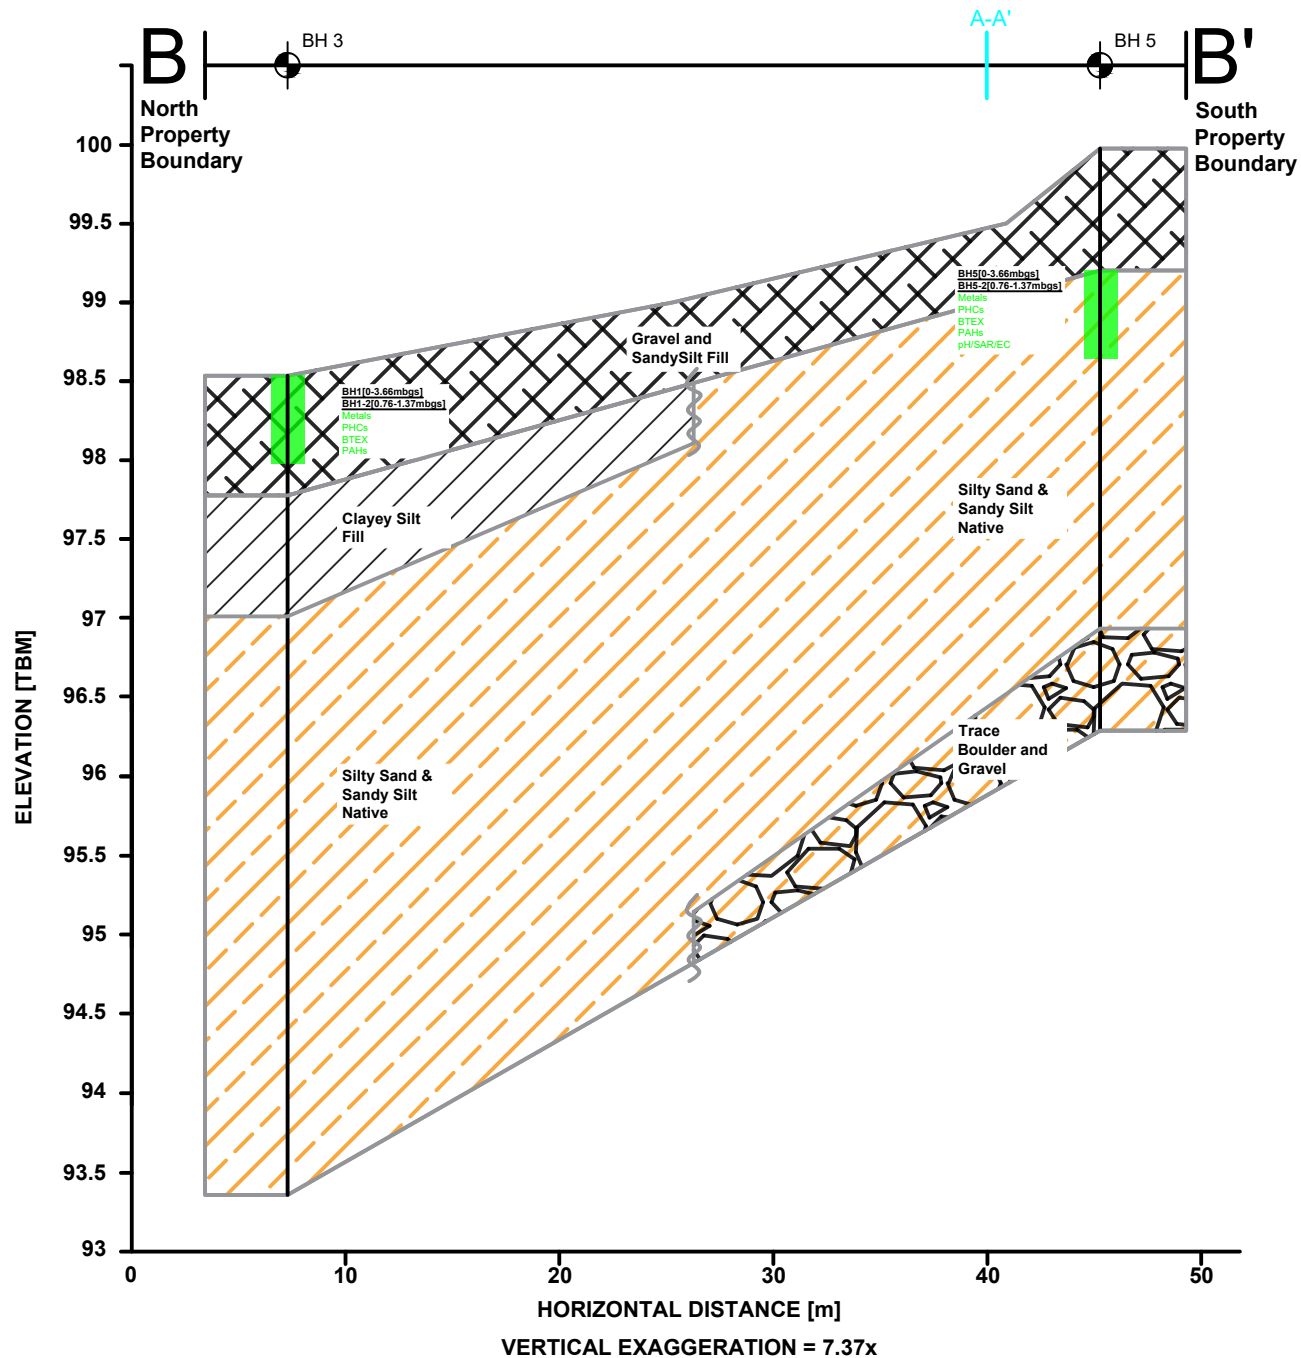 A-A'
B
BH 3
BH 5
B'
North
Property
Boundary
South
Property
Boundary
100
99.5
99
98.5
98
97.5
97
96.5
96
95.5
95
94.5
94
93.5
93
ELEVATION [TBM]
Gravel and
SandySilt Fill
BH5[0-3.66mbgs]
BH5-2[0.76-1.37mbgs]
Metals
PHCs
BTEX
PAHs
pH/SAR/EC
BH1[0-3.66mbgs]
BH1-2[0.76-1.37mbgs]
Metals
PHCs
BTEX
PAHs
Clayey Silt
Fill
Silty Sand &
Sandy Silt
Native
Trace
Boulder and
Gravel
Silty Sand &
Sandy Silt
Native
0
10
20
30
40
50
HORIZONTAL DISTANCE [m]
VERTICAL EXAGGERATION = 7.37x